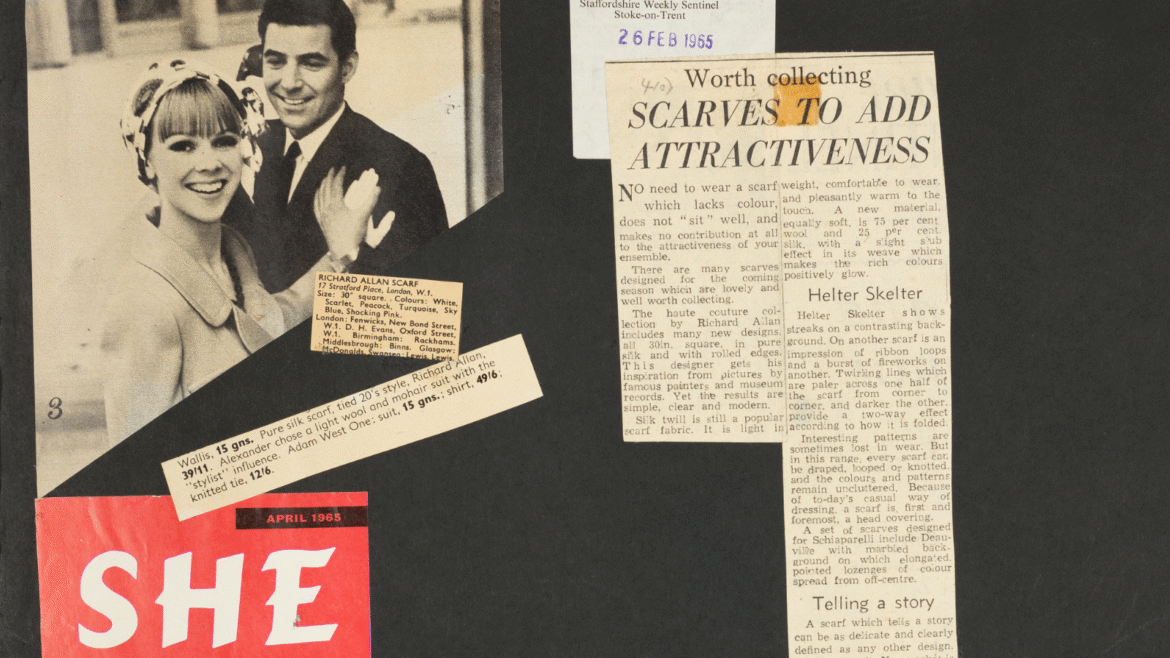 3
RICHARD ALLAN SCARF
17 Stratford Place, London, W.1.
Size: 30" square. Colours: White,
Scarlet, Peacock, Turquoise, Sky
Blue, Shocking Pink.
London: Fenwicks, New Bond Street,
W.1. D. H. Evans, Oxford Street,
W.1. Birmingham: Rackhams.
Middlesbrough: Binns. Glasgow:
McDonalds. Swansea: Lewis Lewis.
Wallis, 15 gns. Pure silk scarf, tied 20's style, Richard Allan,
39/11. Alexander chose a light wool and mohair suit with the
"stylist" influence. Adam West One: suit, 15 gns.; shirt, 49/6;
knitted tie, 12/6.
APRIL 1965
SHE
Staffordshire Weekly Sentinel
Stoke-on-Trent
26 FEB 1965
Worth collecting
SCARVES TO ADD
ATTRACTIVENESS
NO need to wear a scarf
which lacks colour,
does not "sit" well, and
makes no contribution at all
to the attractiveness of your
ensemble.
There are many scarves
designed for the coming
season which are lovely and
well worth collecting.
The haute couture col-
lection by Richard Allan
includes many new designs,
all 30in. square, in pure
silk and with rolled edges.
This designer gets his
inspiration from pictures by
famous painters and museum
records. Yet the results are
simple, clear and modern.
Silk twill is still a popular
scarf fabric. It is light in
weight, comfortable to wear,
and pleasantly warm to the
touch. A new material,
equally soft, is 75 per cent
wool and 25 per cent.
silk, with a slight slub
effect in its weave which
makes the rich colours
positively glow.
Helter Skelter
Helter Skelter shows
streaks on a contrasting back-
ground. On another scarf is an
impression of ribbon loops
and a burst of fireworks on
another. Twirling lines which
are paler across one half of
the scarf from corner to
corner, and darker the other,
provide a two-way effect
according to how it is folded.
Interesting patterns are
sometimes lost in wear. But
in this range, every scarf can
be draped, looped or knotted,
and the colours and patterns
remain uncluttered. Because
of to-day's casual way of
dressing, a scarf is, first and
foremost, a head covering.
A set of scarves designed
for Schiaparelli include Deau-
ville with marbled back-
ground on which elongated,
pointed lozenges of colour
spread from off-centre.
Telling a story
A scarf which tells a story
can be as delicate and clearly
defined as any other design.